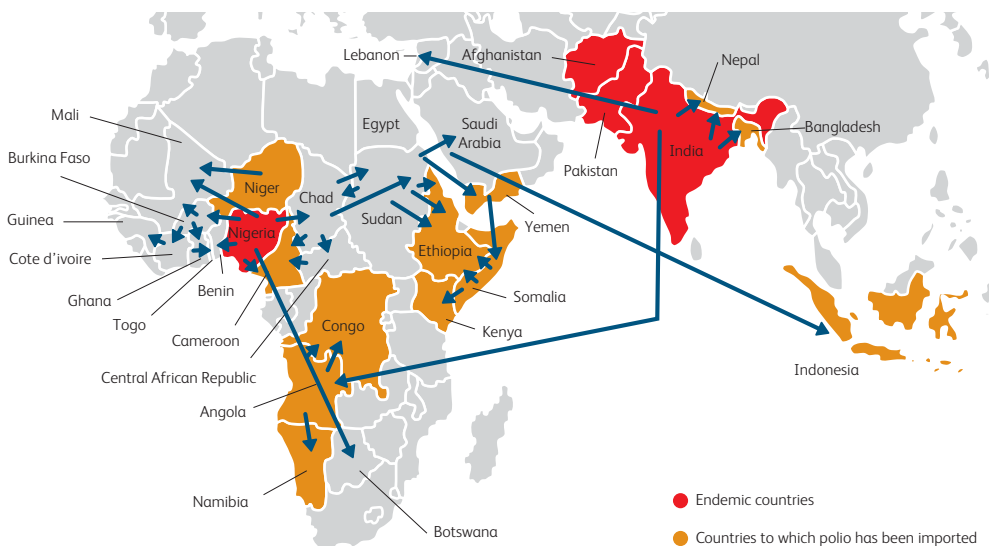 Lebanon
Afghanistan
Nepal
Mali
Egypt
Saudi
Arabia
Bangladesh
Burkina Faso
India
Pakistan
Niger
Chad
Guinea
Sudan
Yemen
Nigeria
Ethiopia
Cote d'ivoire
Ghana
Benin
Somalia
Togo
Congo
Kenya
Cameroon
Indonesia
Central African Republic
Angola
Namibia
Endemic countries
Botswana
Countries to which polio has been imported